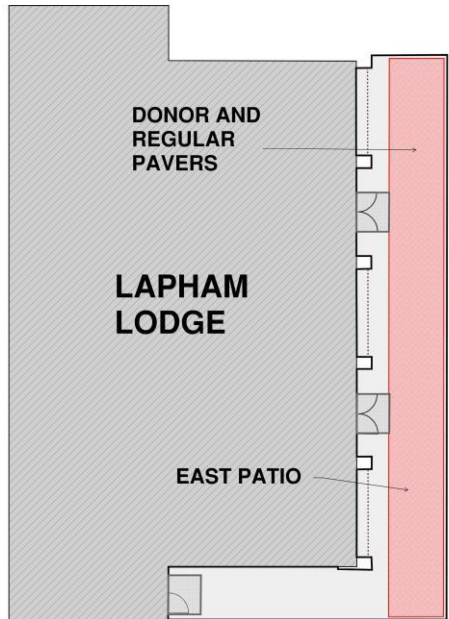 DONOR AND
REGULAR
PAVERS
LAPHAM
LODGE
EAST PATIO